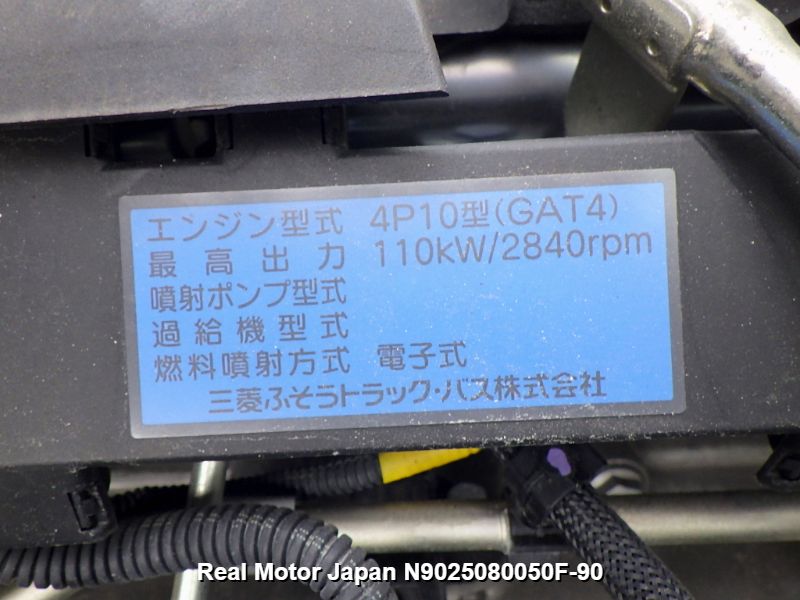 エンジン型式 4P10型(GAT4)
最高出力 110kW/2840rpm
噴射ポンプ型式
過給機型式
燃料噴射方式 電子式
三菱ふそうトラック・バス株式会社
Real Motor Japan N9025080050F-90